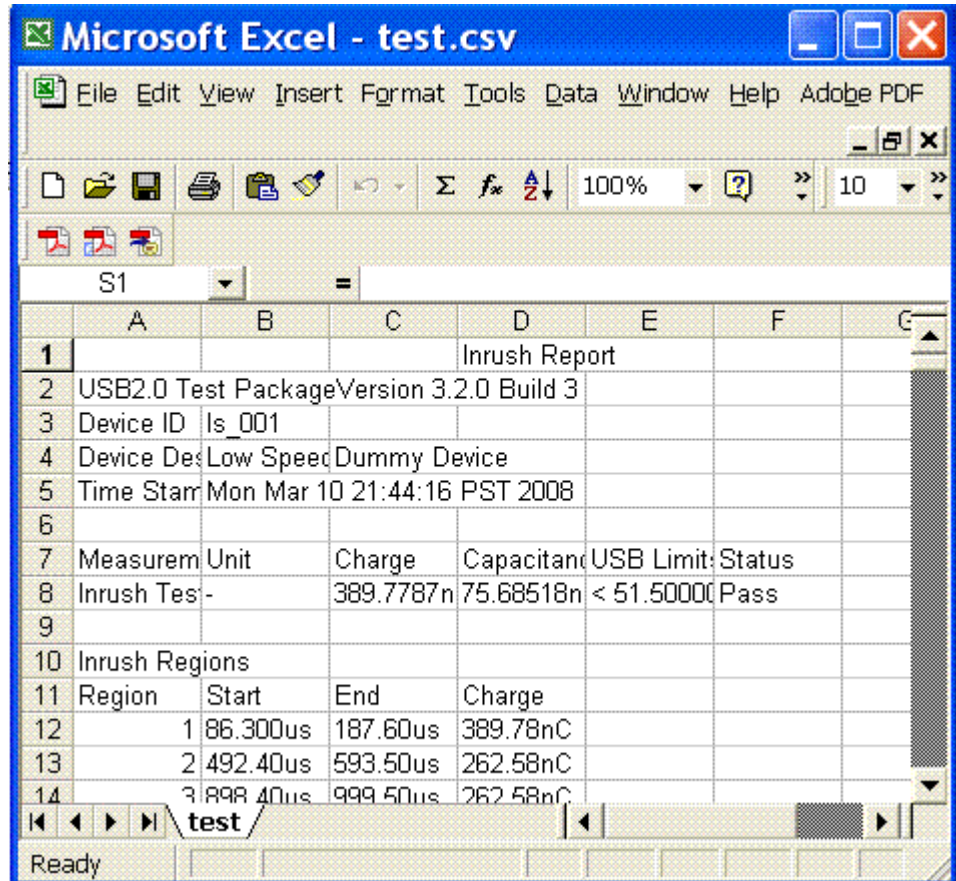 Microsoft Excel - test.csv
File Edit View Insert Format Tools Data Window Help Adobe PDF
Σ fx A Z 100% ? » 10 »
S1 =
A B C D E F G
1 Inrush Report
2 USB2.0 Test PackageVersion 3.2.0 Build 3
3 Device ID ls_001
4 Device Des Low Speed Dummy Device
5 Time Stam Mon Mar 10 21:44:16 PST 2008
6
7 Measurem Unit Charge Capacitanc USB Limits Status
8 Inrush Test - 389.7787n 75.68518n < 51.50000 Pass
9
10 Inrush Regions
11 Region Start End Charge
12 1 86.300us 187.60us 389.78nC
13 2 492.40us 593.50us 262.58nC
14 3 898.40us 999.50us 262.58nC
test
Ready